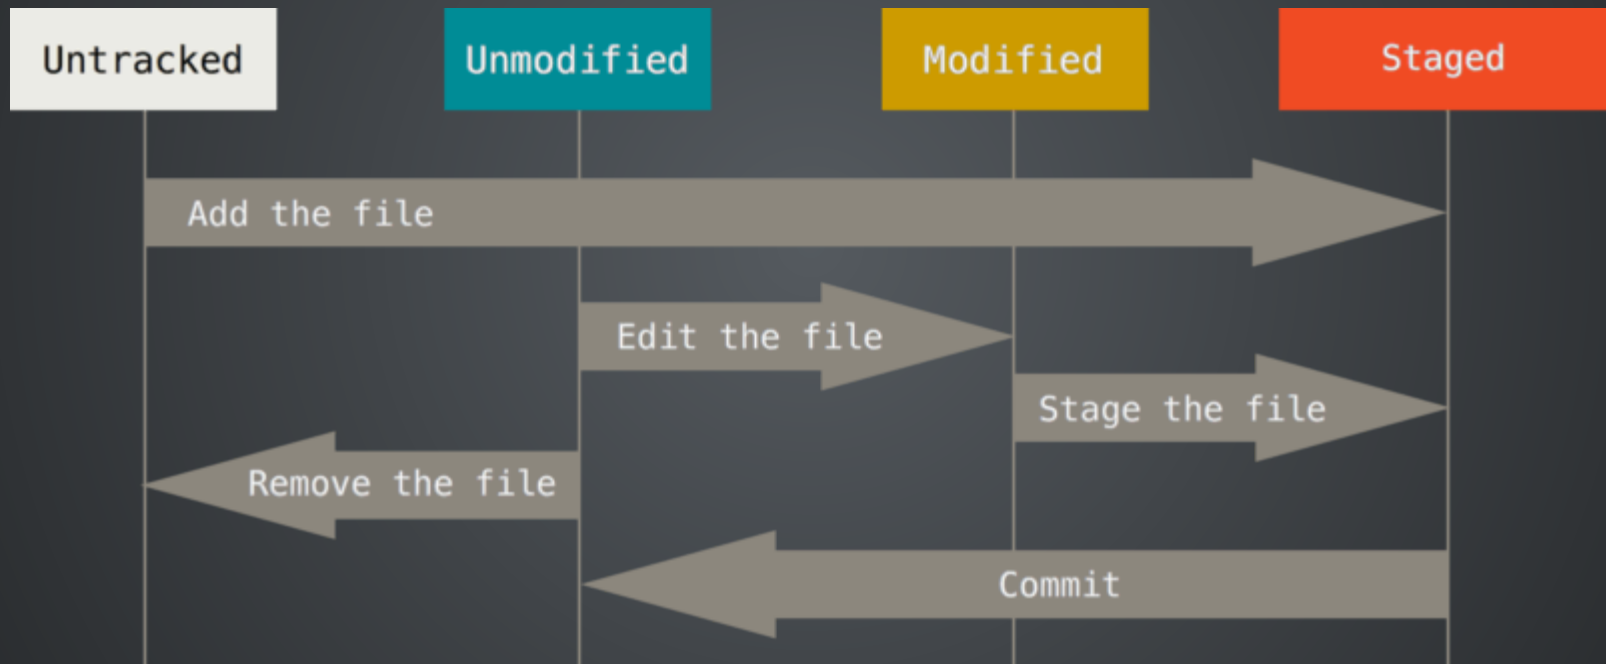 Untracked
Unmodified
Modified
Staged
Add the file
Edit the file
Stage the file
Remove the file
Commit